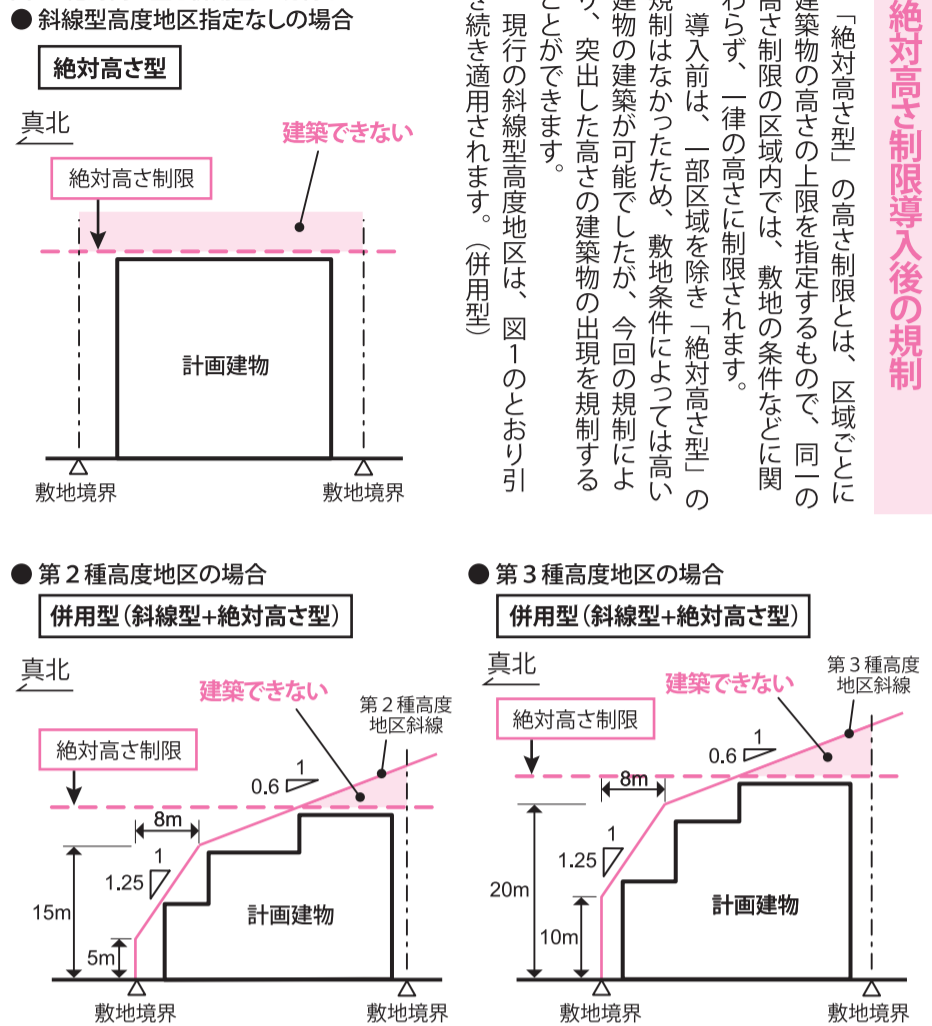 絶対高さ制限導入後の規制
「絶対高さ型」の高さ制限とは、区域ごとに
建築物の高さの上限を指定するもので、同一の
高さ制限の区域内では、敷地の条件などに関
わらず、一律の高さに制限されます。
導入前は、一部区域を除き「絶対高さ型」の
規制はなかったため、敷地条件によっては高い
建物の建築が可能でしたが、今回の規制によ
り、突出した高さの建築物の出現を規制する
ことができます。
現行の斜線型高度地区は、図1のとおり引
き続き適用されます。（併用型）
● 斜線型高度地区指定なしの場合
絶対高さ型
真北
建築できない
絶対高さ制限
計画建物
敷地境界
敷地境界
● 第２種高度地区の場合
併用型（斜線型+絶対高さ型）
真北
建築できない
第２種高度
地区斜線
絶対高さ制限
1
0.6
8m
1
1.25
15m
5m
計画建物
敷地境界
敷地境界
● 第３種高度地区の場合
併用型（斜線型+絶対高さ型）
真北
建築できない
第３種高度
地区斜線
絶対高さ制限
1
0.6
8m
1
1.25
20m
10m
計画建物
敷地境界
敷地境界